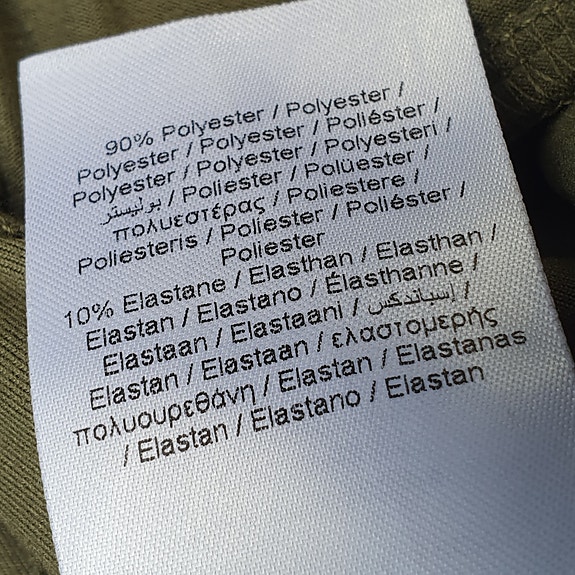 90% Polyester / Polyester /
Polyester / Polyester / Poliéster /
Polyester / Polyester / Polyesteri /
بوليستر / Poliester / Polüester /
πολυεστέρας / Poliestere /
Poliesteris / Poliester / Poliéster /
Poliester
10% Elastane / Elasthan / Elasthan /
Elastan / Elastano / Élasthanne /
Elastaan / Elastaani / إسباندكس /
Elastan / Elastaan / ελαστομερής
πολυουρεθάνη / Elastan / Elastanas
/ Elastan / Elastano / Elastan